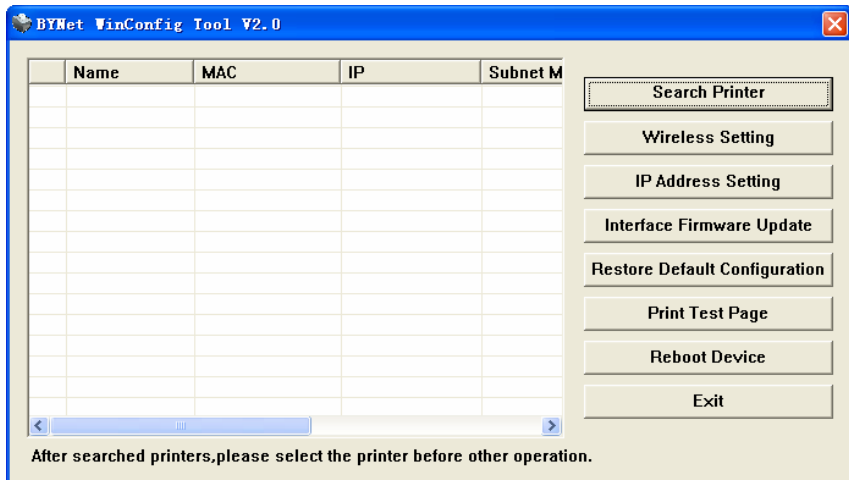 BYNet WinConfig Tool V2.0
Name MAC IP Subnet M
Search Printer
Wireless Setting
IP Address Setting
Interface Firmware Update
Restore Default Configuration
Print Test Page
Reboot Device
Exit
After searched printers,please select the printer before other operation.